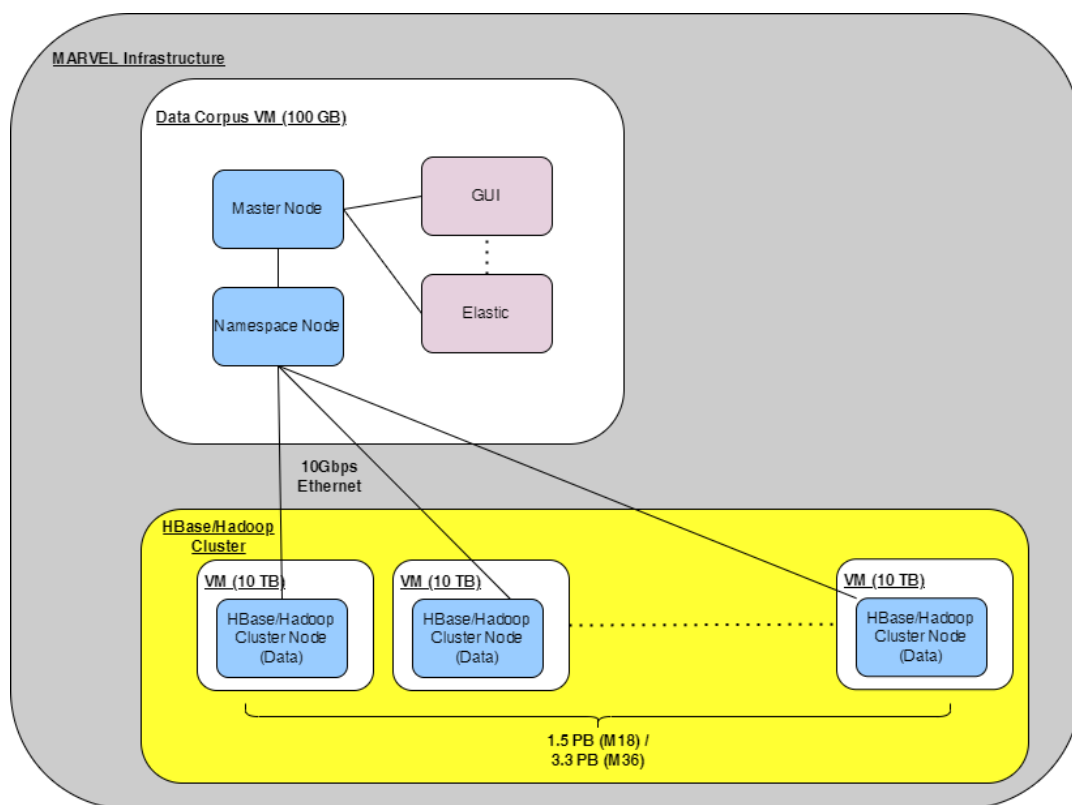 MARVEL Infrastructure
Data Corpus VM (100 GB)
Master Node
GUI
Namespace Node
Elastic
10Gbps
Ethernet
HBase/Hadoop
Cluster
VM (10 TB)
HBase/Hadoop
Cluster Node
(Data)
VM (10 TB)
HBase/Hadoop
Cluster Node
(Data)
VM (10 TB)
HBase/Hadoop
Cluster Node
(Data)
1.5 PB (M18) /
3.3 PB (M36)